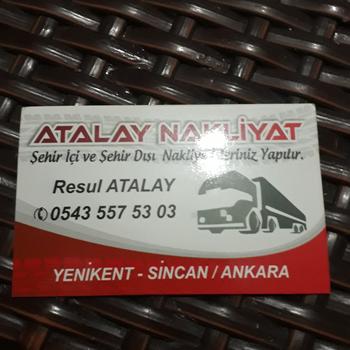 ATALAY NAKLİYAT
Şehir İçi ve Şehir Dışı Nakliye Yapılır.
Resul ATALAY
0543 557 53 03
YENİKENT - SİNCAN / ANKARA